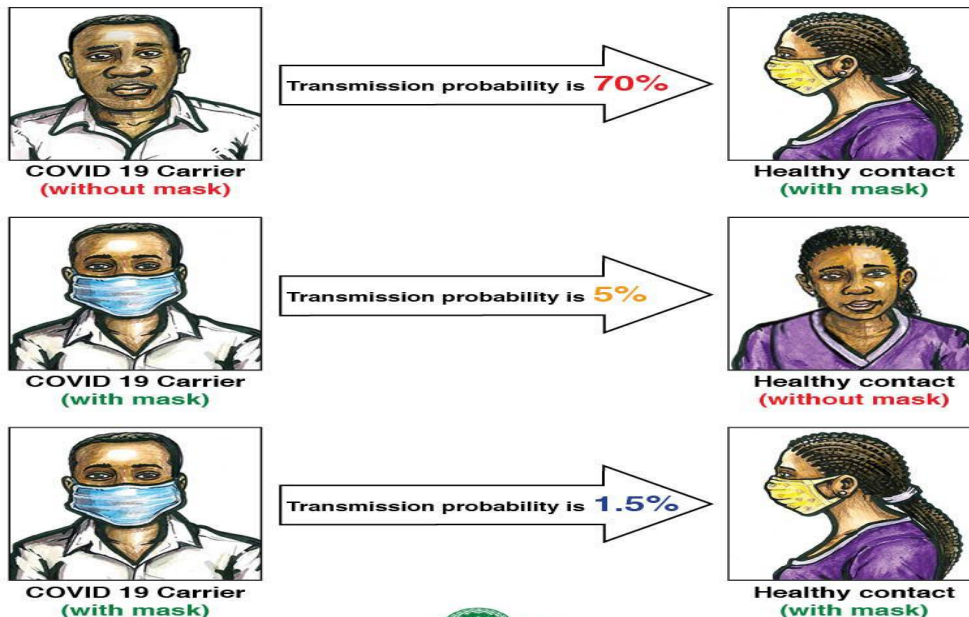 Transmission probability is 70%
COVID 19 Carrier
(without mask)
Healthy contact
(with mask)
Transmission probability is 5%
COVID 19 Carrier
(with mask)
Healthy contact
(without mask)
Transmission probability is 1.5%
COVID 19 Carrier
(with mask)
Healthy contact
(with mask)